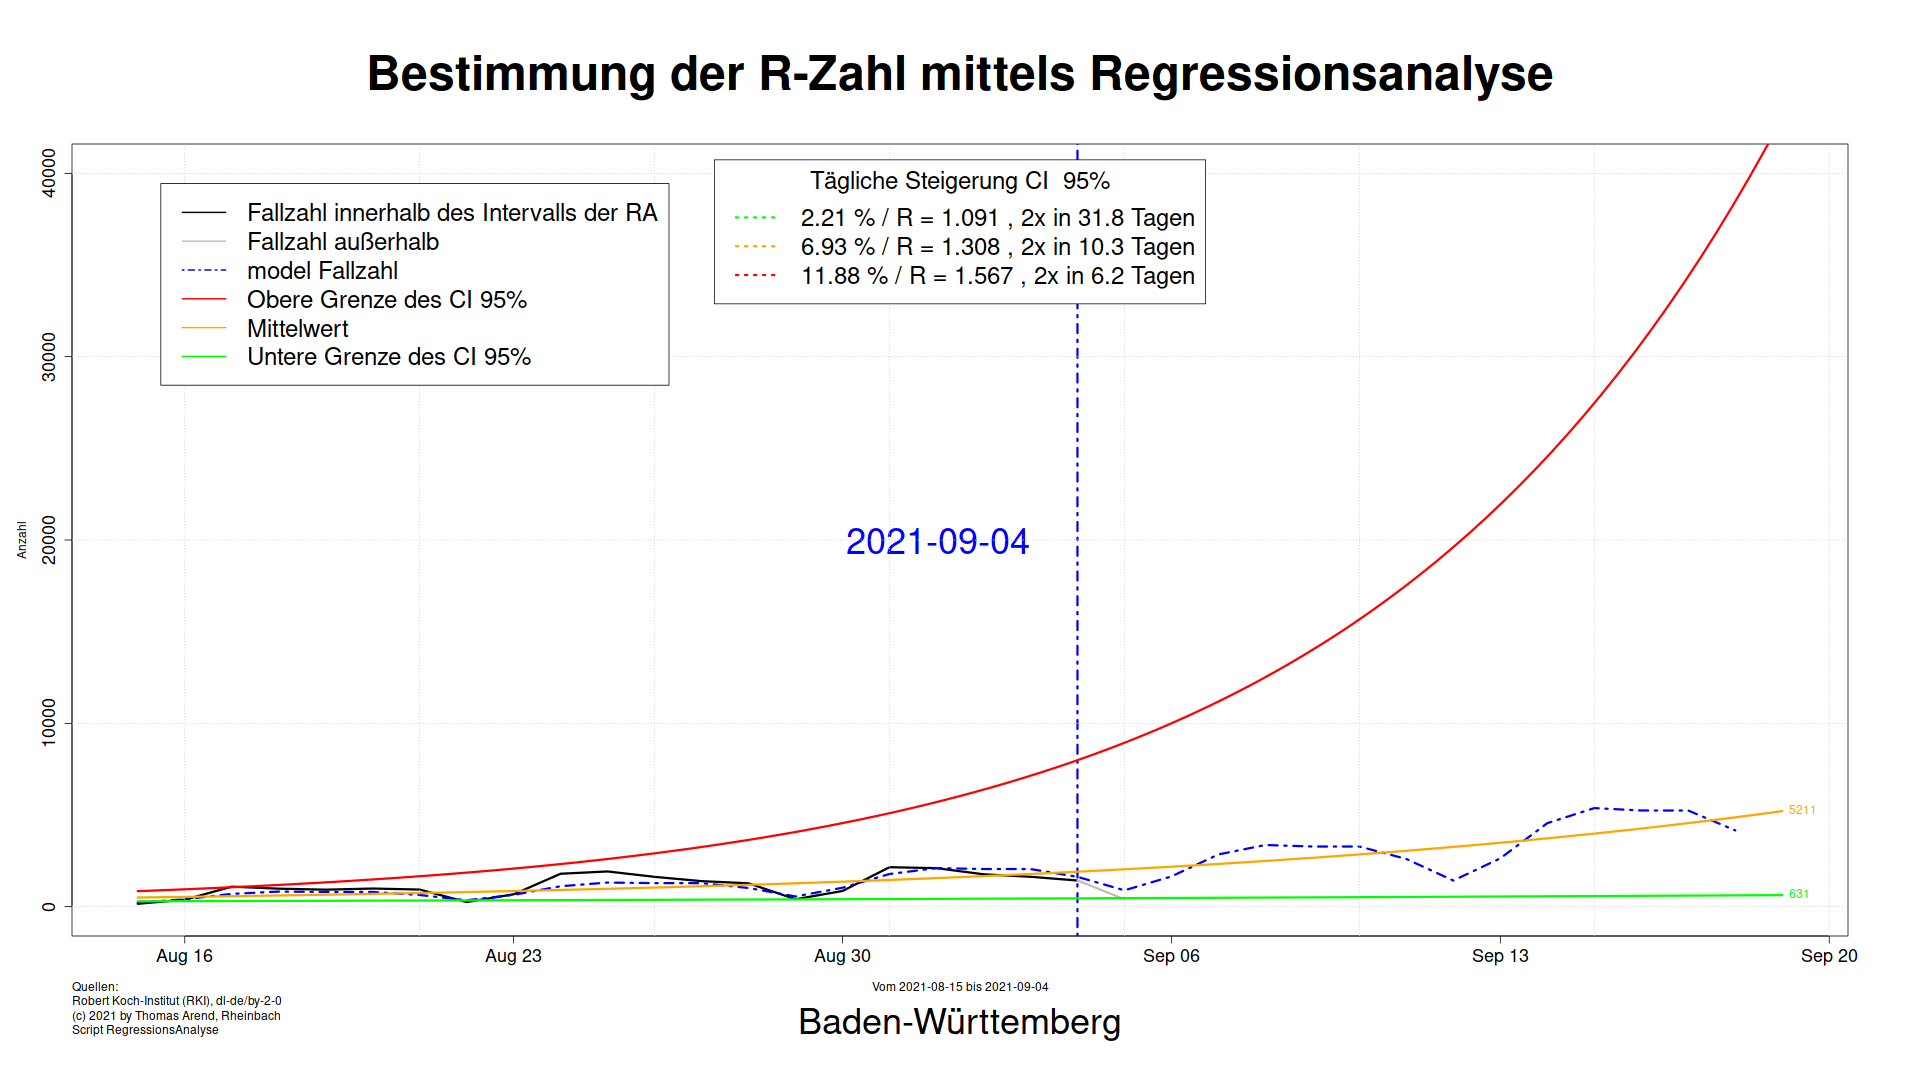 Bestimmung der R-Zahl mittels Regressionsanalyse
Tägliche Steigerung CI 95%
2.21 % / R = 1.091 , 2x in 31.8 Tagen
6.93 % / R = 1.308 , 2x in 10.3 Tagen
11.88 % / R = 1.567 , 2x in 6.2 Tagen
Fallzahl innerhalb des Intervalls der RA
Fallzahl außerhalb
model Fallzahl
Obere Grenze des CI 95%
Mittelwert
Untere Grenze des CI 95%
40000
30000
20000
10000
0
Anzahl
2021-09-04
5211
631
Aug 16
Aug 23
Aug 30
Sep 06
Sep 13
Sep 20
Quellen:
Robert Koch-Institut (RKI), dl-de/by-2-0
(c) 2021 by Thomas Arend, Rheinbach
Script RegressionsAnalyse
Vom 2021-08-15 bis 2021-09-04
Baden-Württemberg